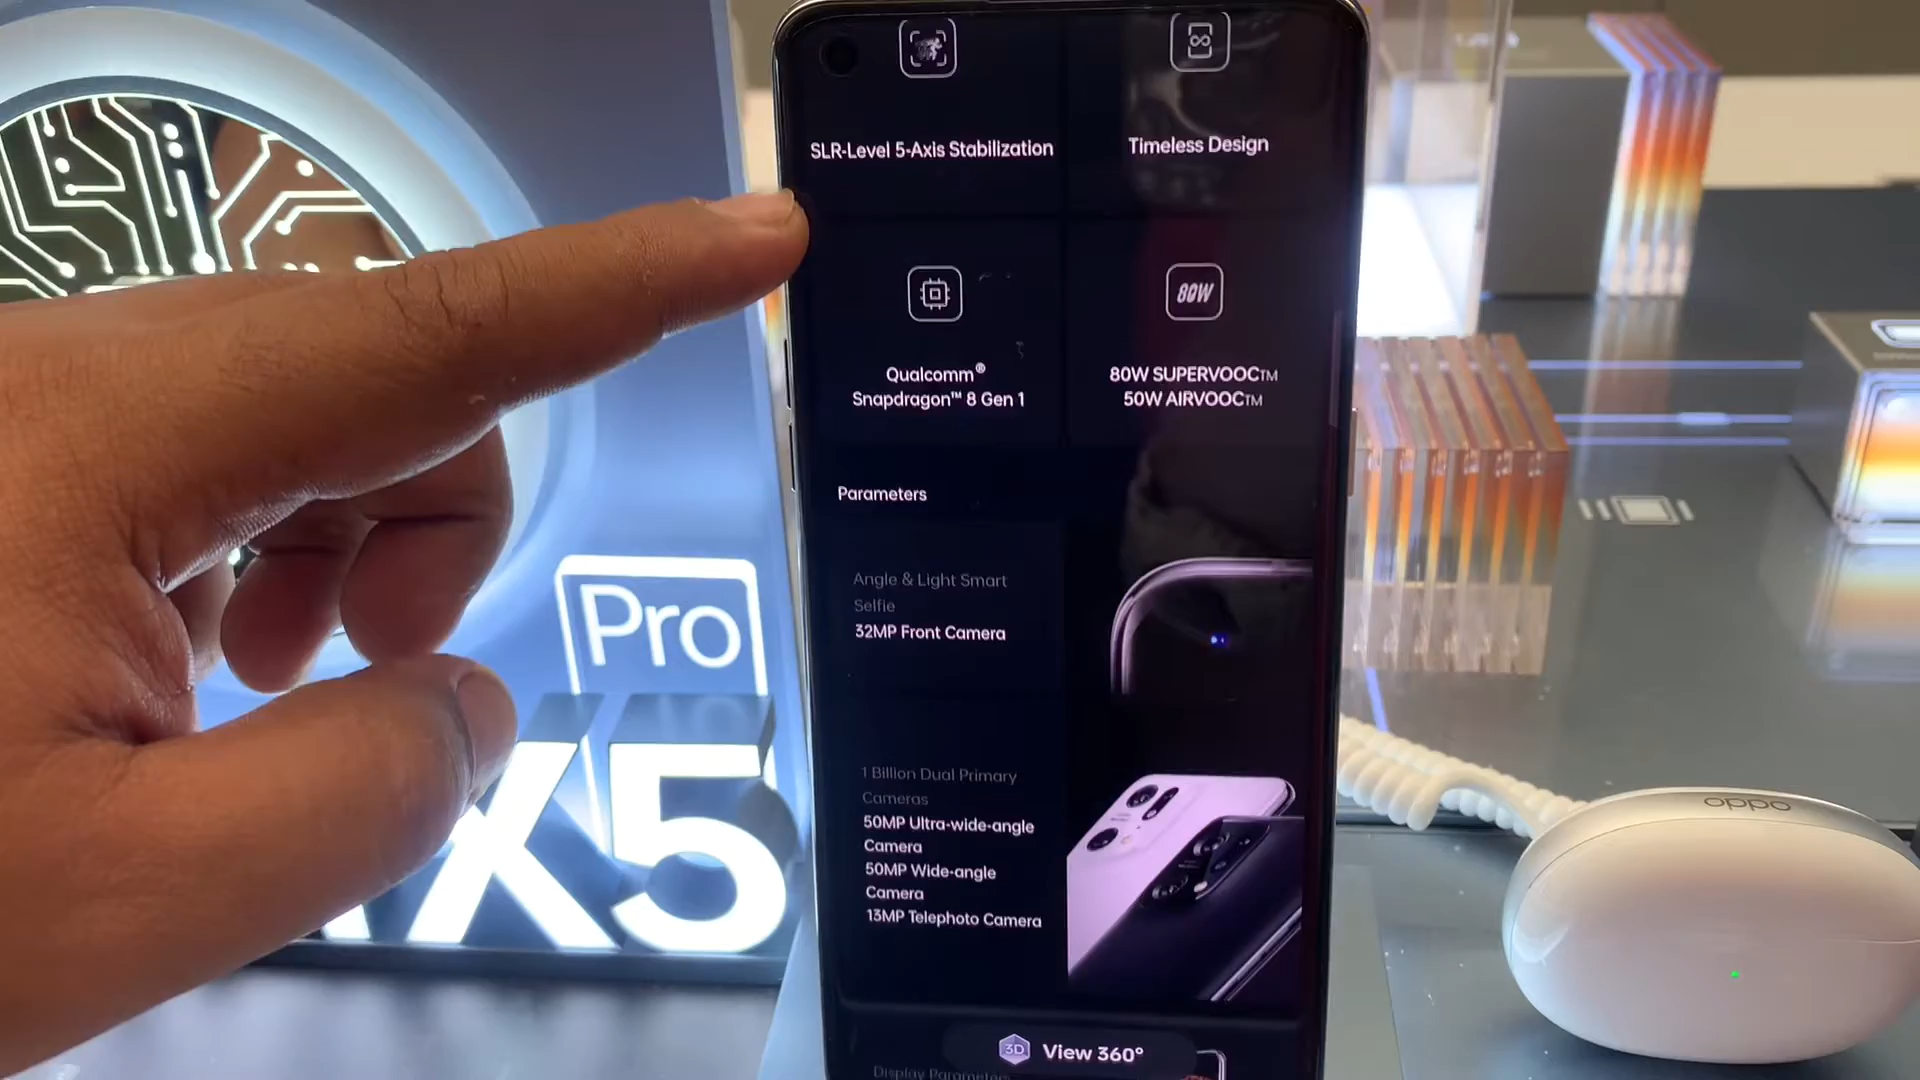 SLR-Level 5-Axis Stabilization
Timeless Design
80W
Qualcomm®
Snapdragon™ 8 Gen 1
80W SUPERVOOC™
50W AIRVOOC™
Parameters
Angle & Light Smart
Selfie
32MP Front Camera
1 Billion Dual Primary
Cameras
50MP Ultra-wide-angle
Camera
50MP Wide-angle
Camera
13MP Telephoto Camera
3D View 360°
Display Parameters
Pro
X5
oppo